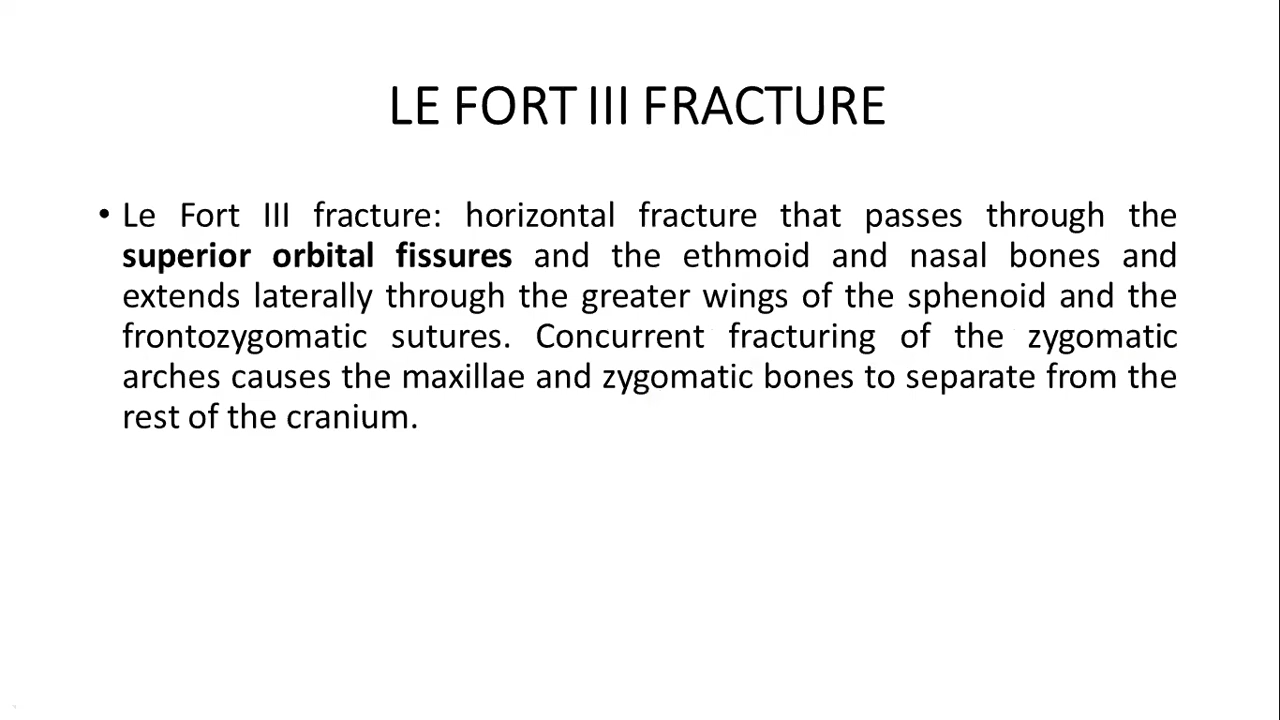 LE FORT III FRACTURE
• Le Fort III fracture: horizontal fracture that passes through the
superior orbital fissures and the ethmoid and nasal bones and
extends laterally through the greater wings of the sphenoid and the
frontozygomatic sutures. Concurrent fracturing of the zygomatic
arches causes the maxillae and zygomatic bones to separate from the
rest of the cranium.